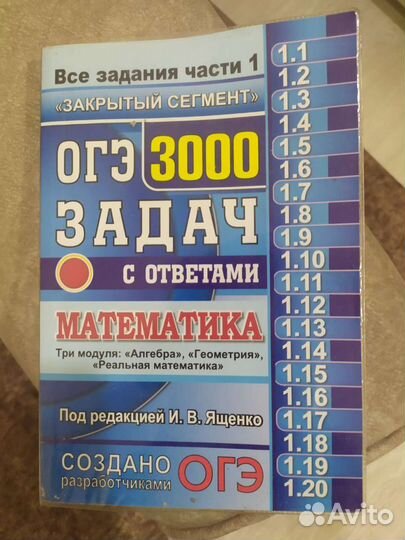 Все задания части 1
«ЗАКРЫТЫЙ СЕГМЕНТ»
ОГЭ 3000
ЗАДАЧ
С ОТВЕТАМИ
МАТЕМАТИКА
Три модуля: «Алгебра», «Геометрия»,
«Реальная математика»
Под редакцией И. В. Ященко
СОЗДАНО
разработчиками ОГЭ
1.1
1.2
1.3
1.4
1.5
1.6
1.7
1.8
1.9
1.10
1.11
1.12
1.13
1.14
1.15
1.16
1.17
1.18
1.19
1.20
Avito